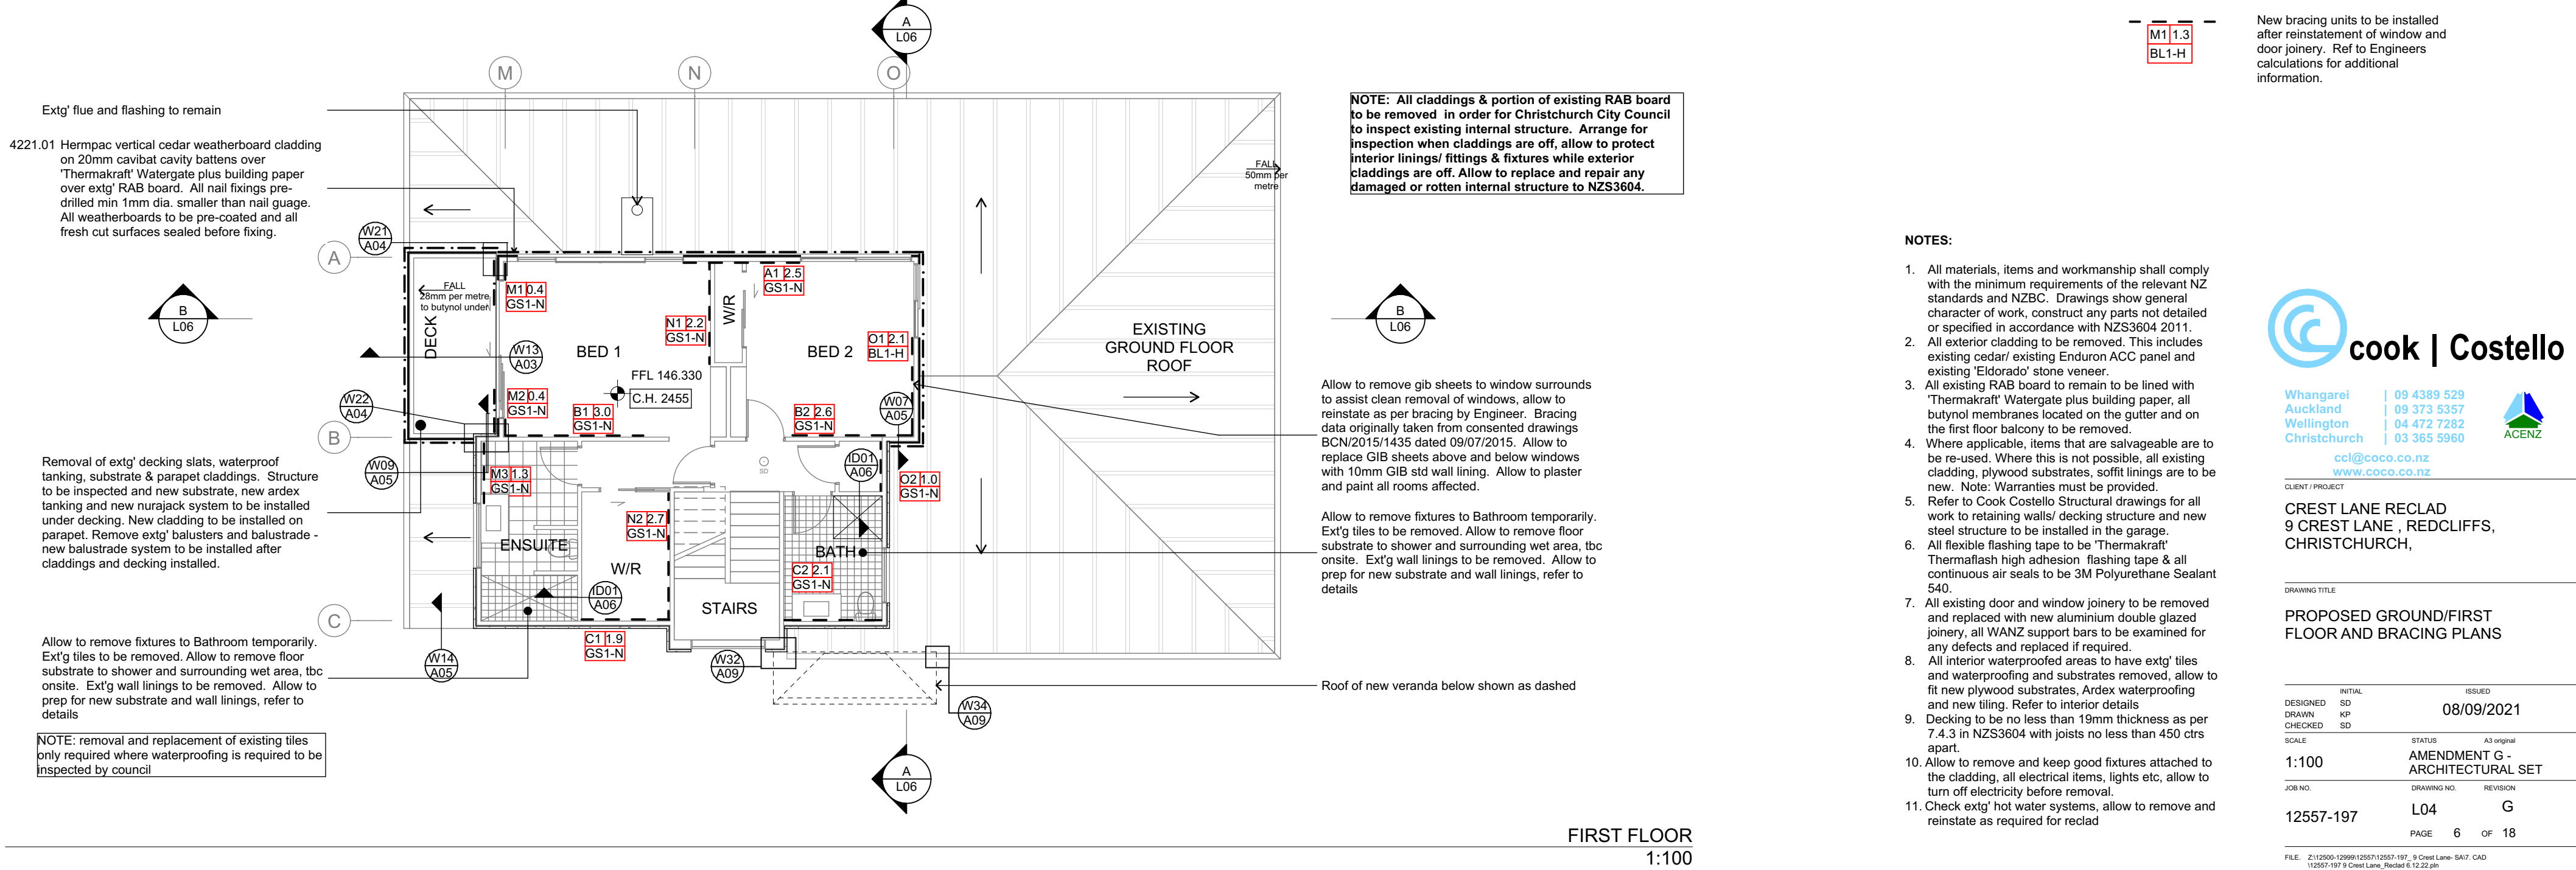 A
L06
M
N
O
Extg' flue and flashing to remain
4221.01 Hermpac vertical cedar weatherboard cladding
on 20mm cavibat cavity battens over
'Thermakraft' Watergate plus building paper
over extg' RAB board. All nail fixings pre-
drilled min 1mm dia. smaller than nail guage.
All weatherboards to be pre-coated and all
fresh cut surfaces sealed before fixing.
W21
A04
A
B
L06
FALL
28mm per metre
to butynol under
DECK
M1 0.4
GS1-N
N1 2.2
GS1-N
W/R
A1 2.5
GS1-N
O1 2.1
BL1-H
W13
A03
BED 1
BED 2
FFL 146.330
C.H. 2455
M2 0.4
GS1-N
B1 3.0
GS1-N
B2 2.6
GS1-N
W07
A05
W22
A04
B
FALL
50mm per
metre
EXISTING
GROUND FLOOR
ROOF
Removal of extg' decking slats, waterproof
tanking, substrate & parapet claddings. Structure
to be inspected and new substrate, new ardex
tanking and new nurajack system to be installed
under decking. New cladding to be installed on
parapet. Remove extg' balusters and balustrade -
new balustrade system to be installed after
claddings and decking installed.
W09
A05
M3 1.3
GS1-N
SD
ID01
A06
O2 1.0
GS1-N
N2 2.7
GS1-N
ENSUITE
W/R
BATH
C2 2.1
GS1-N
ID01
A06
STAIRS
C
C1 1.9
GS1-N
W14
A05
W32
A09
W34
A09
Allow to remove fixtures to Bathroom temporarily.
Ext'g tiles to be removed. Allow to remove floor
substrate to shower and surrounding wet area, tbc
onsite. Ext'g wall linings to be removed. Allow to
prep for new substrate and wall linings, refer to
details
NOTE: removal and replacement of existing tiles
only required where waterproofing is required to be
inspected by council
A
L06
NOTE: All claddings & portion of existing RAB board
to be removed in order for Christchurch City Council
to inspect existing internal structure. Arrange for
inspection when claddings are off, allow to protect
interior linings/ fittings & fixtures while exterior
claddings are off. Allow to replace and repair any
damaged or rotten internal structure to NZS3604.
B
L06
Allow to remove gib sheets to window surrounds
to assist clean removal of windows, allow to
reinstate as per bracing by Engineer. Bracing
data originally taken from consented drawings
BCN/2015/1435 dated 09/07/2015. Allow to
replace GIB sheets above and below windows
with 10mm GIB std wall lining. Allow to plaster
and paint all rooms affected.
Allow to remove fixtures to Bathroom temporarily.
Ext'g tiles to be removed. Allow to remove floor
substrate to shower and surrounding wet area, tbc
onsite. Ext'g wall linings to be removed. Allow to
prep for new substrate and wall linings, refer to
details
Roof of new veranda below shown as dashed
FIRST FLOOR
1:100
M1 1.3
BL1-H
New bracing units to be installed
after reinstatement of window and
door joinery. Ref to Engineers
calculations for additional
information.
NOTES:
1. All materials, items and workmanship shall comply
with the minimum requirements of the relevant NZ
standards and NZBC. Drawings show general
character of work, construct any parts not detailed
or specified in accordance with NZS3604 2011.
2. All exterior cladding to be removed. This includes
existing cedar/ existing Enduron ACC panel and
existing 'Eldorado' stone veneer.
3. All existing RAB board to remain to be lined with
'Thermakraft' Watergate plus building paper, all
butynol membranes located on the gutter and on
the first floor balcony to be removed.
4. Where applicable, items that are salvageable are to
be re-used. Where this is not possible, all existing
cladding, plywood substrates, soffit linings are to be
new. Note: Warranties must be provided.
5. Refer to Cook Costello Structural drawings for all
work to retaining walls/ decking structure and new
steel structure to be installed in the garage.
6. All flexible flashing tape to be 'Thermakraft'
Thermaflash high adhesion flashing tape & all
continuous air seals to be 3M Polyurethane Sealant
540.
7. All existing door and window joinery to be removed
and replaced with new aluminium double glazed
joinery, all WANZ support bars to be examined for
any defects and replaced if required.
8. All interior waterproofed areas to have extg' tiles
and waterproofing and substrates removed, allow to
fit new plywood substrates, Ardex waterproofing
and new tiling. Refer to interior details
9. Decking to be no less than 19mm thickness as per
7.4.3 in NZS3604 with joists no less than 450 ctrs
apart.
10. Allow to remove and keep good fixtures attached to
the cladding, all electrical items, lights etc, allow to
turn off electricity before removal.
11. Check extg' hot water systems, allow to remove and
reinstate as required for reclad
cook | Costello
Whangarei | 09 4389 529
Auckland | 09 373 5357
Wellington | 04 472 7282
Christchurch | 03 365 5960
ACENZ
ccl@coco.co.nz
www.coco.co.nz
CLIENT / PROJECT
CREST LANE RECLAD
9 CREST LANE , REDCLIFFS,
CHRISTCHURCH,
DRAWING TITLE
PROPOSED GROUND/FIRST
FLOOR AND BRACING PLANS
INITIAL ISSUED
DESIGNED SD
DRAWN KP
CHECKED SD
08/09/2021
SCALE STATUS A3 original
1:100
AMENDMENT G -
ARCHITECTURAL SET
JOB NO. DRAWING NO. REVISION
12557-197 L04 G
PAGE 6 OF 18
FILE. Z:\12500-12999\12557\12557-197_ 9 Crest Lane- SA\7. CAD
\12557-197 9 Crest Lane_Reclad 6.12.22.pln